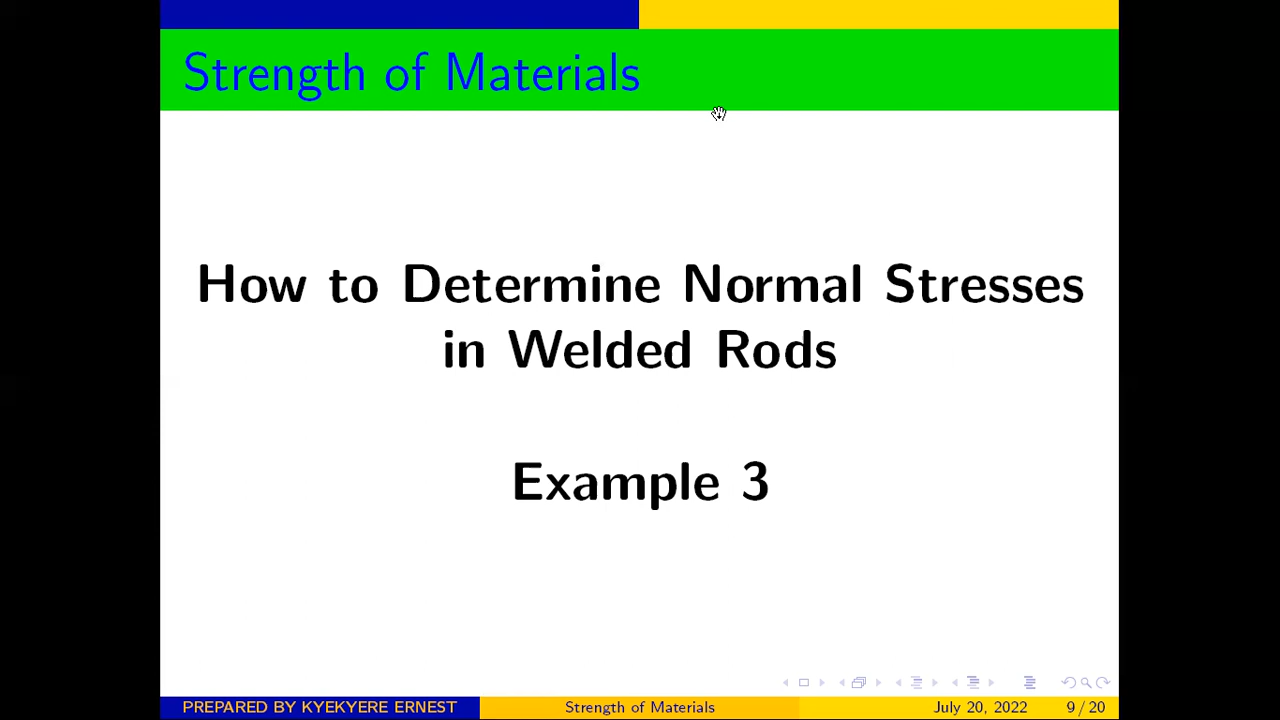 Strength of Materials
How to Determine Normal Stresses
in Welded Rods
Example 3
PREPARED BY KYEKYERE ERNEST
Strength of Materials
July 20, 2022
9 / 20